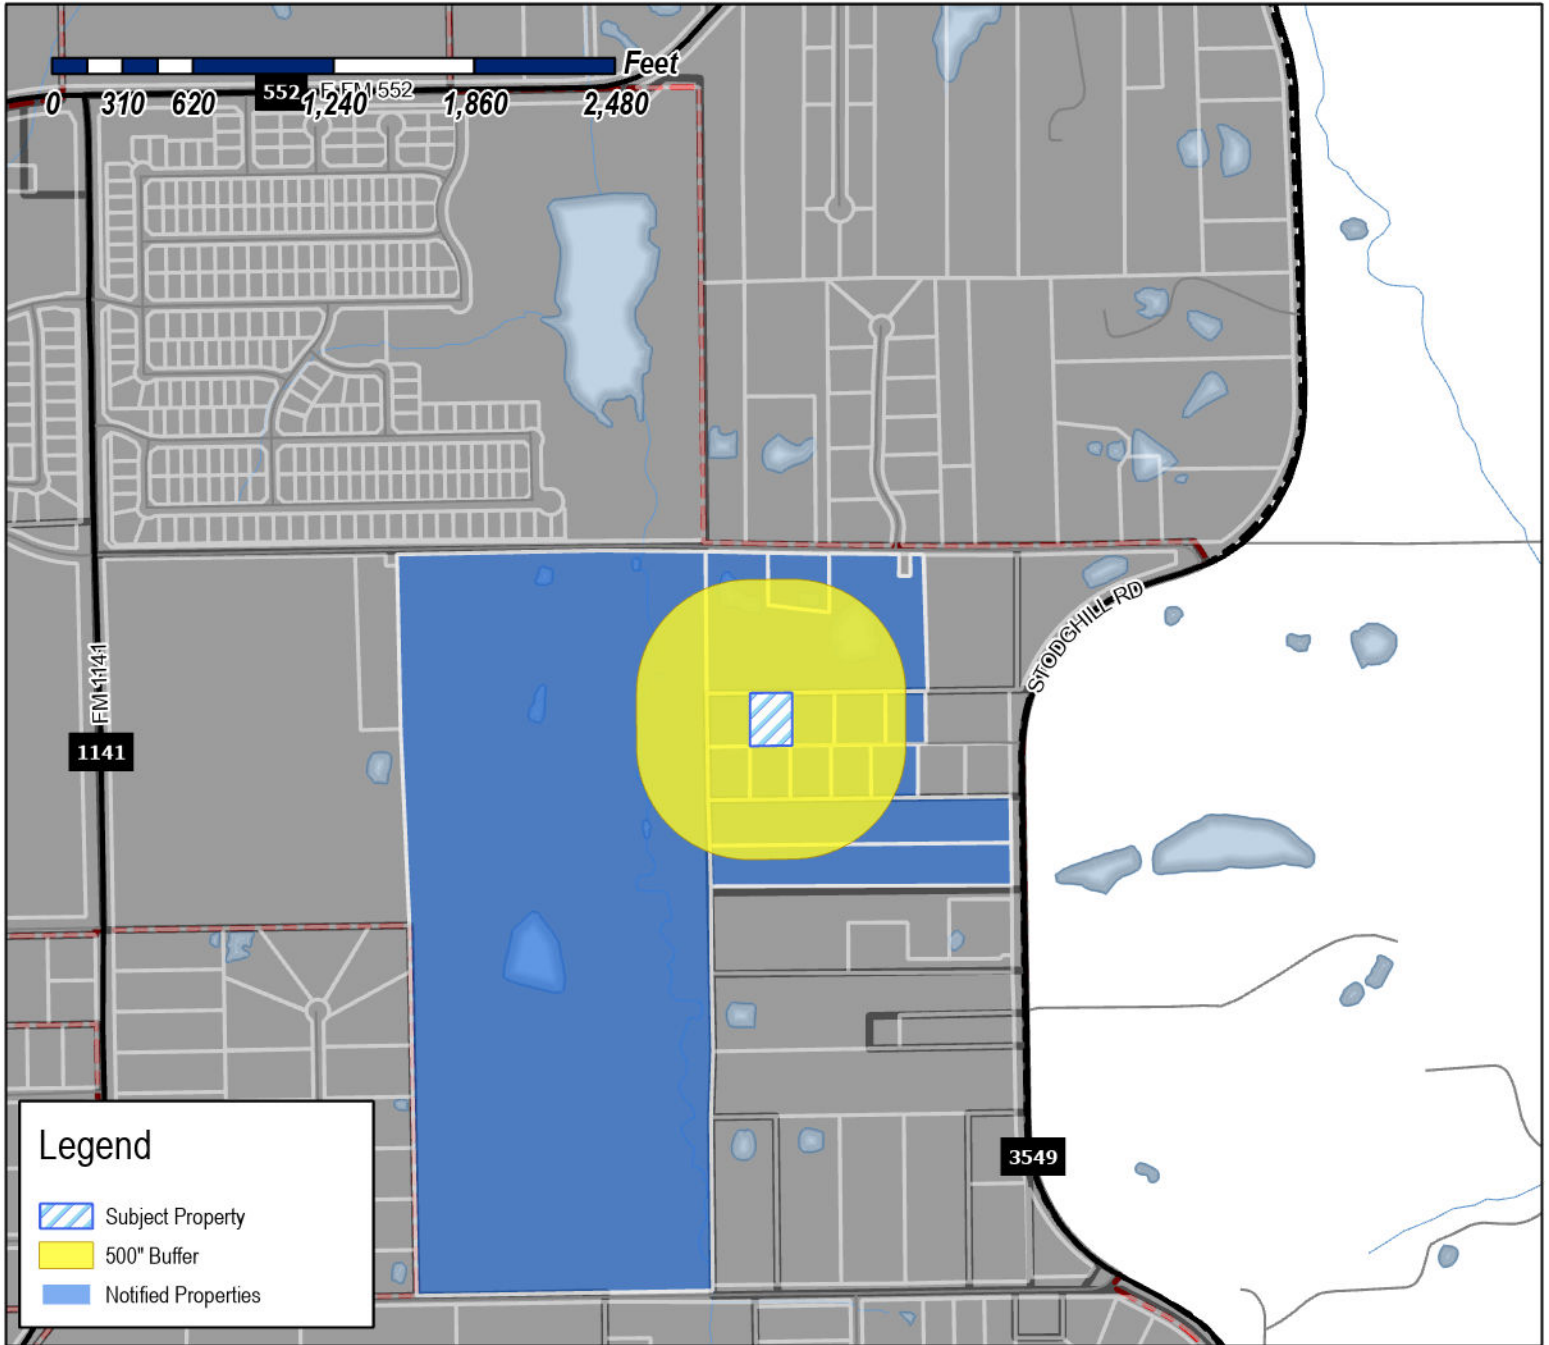 Feet
552 E FM 552
0 310 620 1,240 1,860 2,480
FM 1141
STODGHILL RD
1141
3549
Legend
Subject Property
500" Buffer
Notified Properties